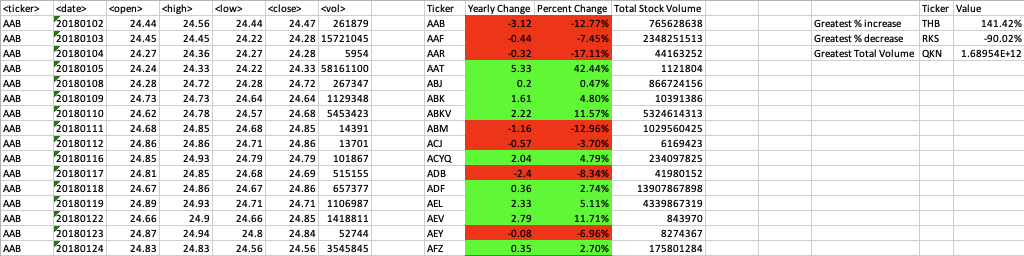 <ticker> <date> <open> <high> <low> <close> <vol> Ticker Yearly Change Percent Change Total Stock Volume Ticker Value
AAB 20180102 24.44 24.56 24.44 24.47 261879 AAB -3.12 -12.77% 765628638 Greatest % increase THB 141.42%
AAB 20180103 24.45 24.45 24.22 24.28 15721045 AAF -0.44 -7.45% 2348251513 Greatest % decrease RKS -90.02%
AAB 20180104 24.27 24.36 24.27 24.28 5954 AAR -0.32 -17.11% 44163252 Greatest Total Volume QKN 1.68954E+12
AAB 20180105 24.24 24.33 24.22 24.33 58161100 AAT 5.33 42.44% 1121804
AAB 20180108 24.28 24.72 24.28 24.72 267347 ABJ 0.2 0.47% 866724156
AAB 20180109 24.73 24.73 24.64 24.64 1129348 ABK 1.61 4.80% 10391386
AAB 20180110 24.62 24.78 24.57 24.68 5453423 ABKV 2.22 11.57% 5324614313
AAB 20180111 24.68 24.85 24.68 24.85 14391 ABM -1.16 -12.96% 1029560425
AAB 20180112 24.86 24.86 24.71 24.86 13701 ACJ -0.57 -3.70% 6169423
AAB 20180116 24.85 24.93 24.79 24.79 101867 ACYQ 2.04 4.79% 234097825
AAB 20180117 24.81 24.85 24.68 24.69 515155 ADB -2.4 -8.34% 41980152
AAB 20180118 24.67 24.86 24.67 24.86 657377 ADF 0.36 2.74% 13907867898
AAB 20180119 24.89 24.93 24.71 24.71 1106987 AEL 2.33 5.11% 4339867319
AAB 20180122 24.66 24.9 24.66 24.85 1418811 AEV 2.79 11.71% 843970
AAB 20180123 24.87 24.94 24.8 24.84 52744 AEY -0.08 -6.96% 8274367
AAB 20180124 24.83 24.83 24.56 24.56 3545845 AFZ 0.35 2.70% 175801284